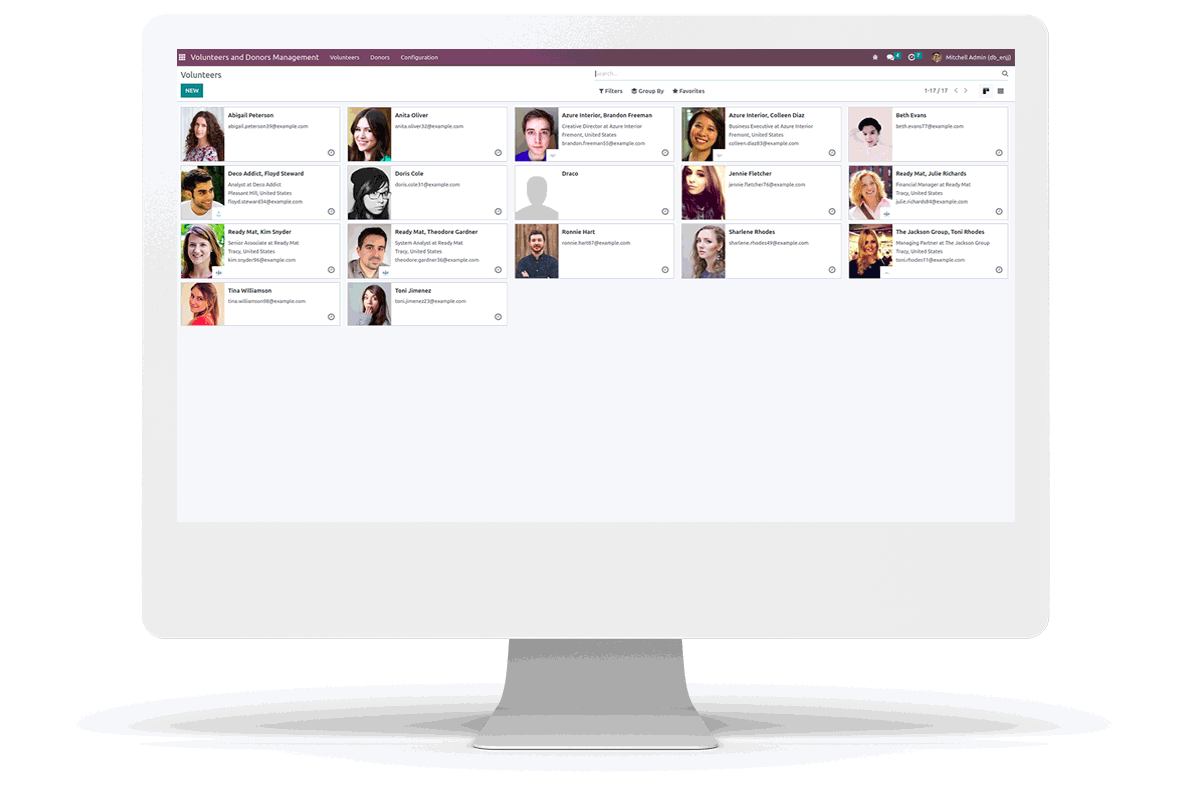 Volunteers and Donors Management Volunteers Donors Configuration 4 7 Mitchell Admin (db_enj)
Volunteers Search...
NEW Filters Group By Favorites 1-17 / 17
Abigail Peterson
abigail.peterson39@example.com
Anita Oliver
anita.oliver32@example.com
Azure Interior, Brandon Freeman
Creative Director at Azure Interior
Fremont, United States
brandon.freeman55@example.com
Azure Interior, Colleen Diaz
Business Executive at Azure Interior
Fremont, United States
colleen.diaz83@example.com
Beth Evans
beth.evans77@example.com
Deco Addict, Floyd Steward
Analyst at Deco Addict
Pleasant Hill, United States
floyd.steward34@example.com
Doris Cole
doris.cole31@example.com
Draco
Jennie Fletcher
jennie.fletcher76@example.com
Ready Mat, Julie Richards
Financial Manager at Ready Mat
Tracy, United States
julie.richards84@example.com
Ready Mat, Kim Snyder
Senior Associate at Ready Mat
Tracy, United States
kim.snyder96@example.com
Ready Mat, Theodore Gardner
System Analyst at Ready Mat
Tracy, United States
theodore.gardner36@example.com
Ronnie Hart
ronnie.hart87@example.com
Sharlene Rhodes
sharlene.rhodes49@example.com
The Jackson Group, Toni Rhodes
Managing Partner at The Jackson Group
Tracy, United States
toni.rhodes11@example.com
Tina Williamson
tina.williamson98@example.com
Toni Jimenez
toni.jimenez23@example.com